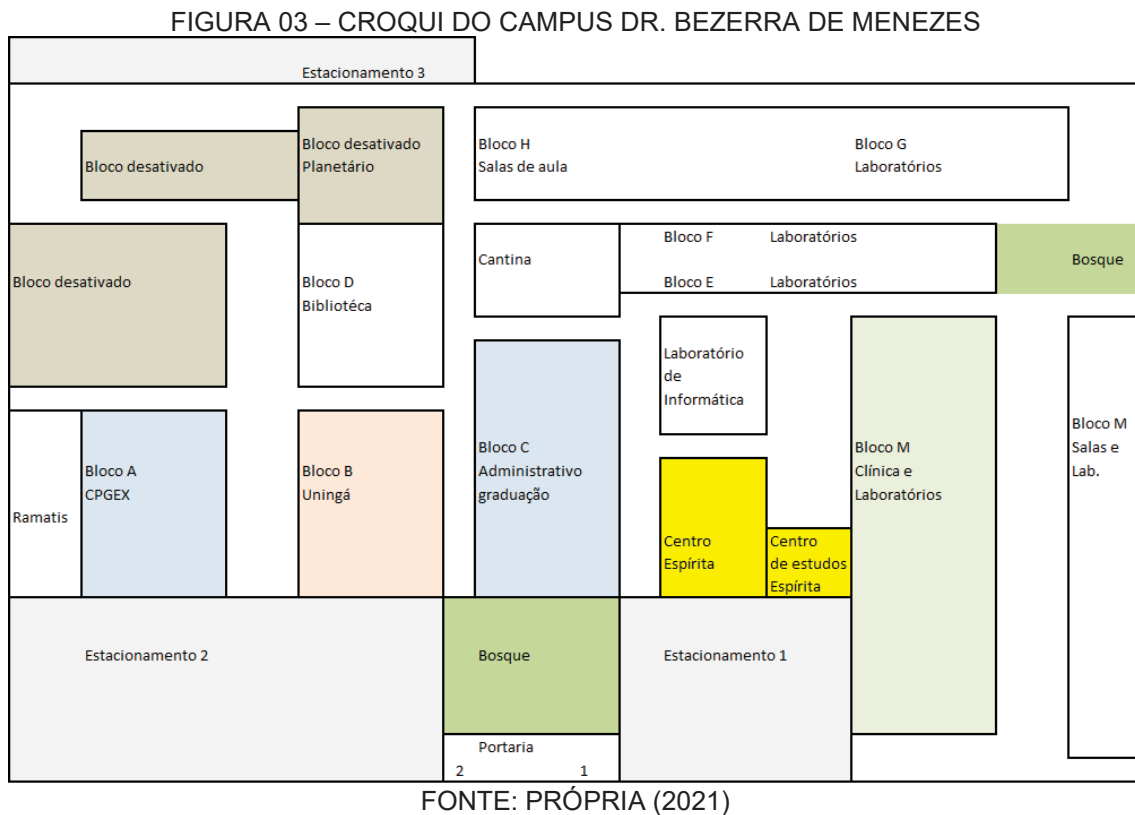 FIGURA 03 – CROQUI DO CAMPUS DR. BEZERRA DE MENEZES
Estacionamento 3
Bloco desativado
Bloco desativado
Planetário
Bloco H
Salas de aula
Bloco G
Laboratórios
Bloco desativado
Bloco D
Bibliotéca
Cantina
Bloco F Laboratórios
Bloco E Laboratórios
Bosque
Laboratório
de
Informática
Ramatis
Bloco A
CPGEX
Bloco B
Uningá
Bloco C
Administrativo
graduação
Centro
Espírita
Centro
de estudos
Espírita
Bloco M
Clínica e
Laboratórios
Bloco M
Salas e
Lab.
Estacionamento 2
Bosque
Estacionamento 1
Portaria
2 1
FONTE: PRÓPRIA (2021)